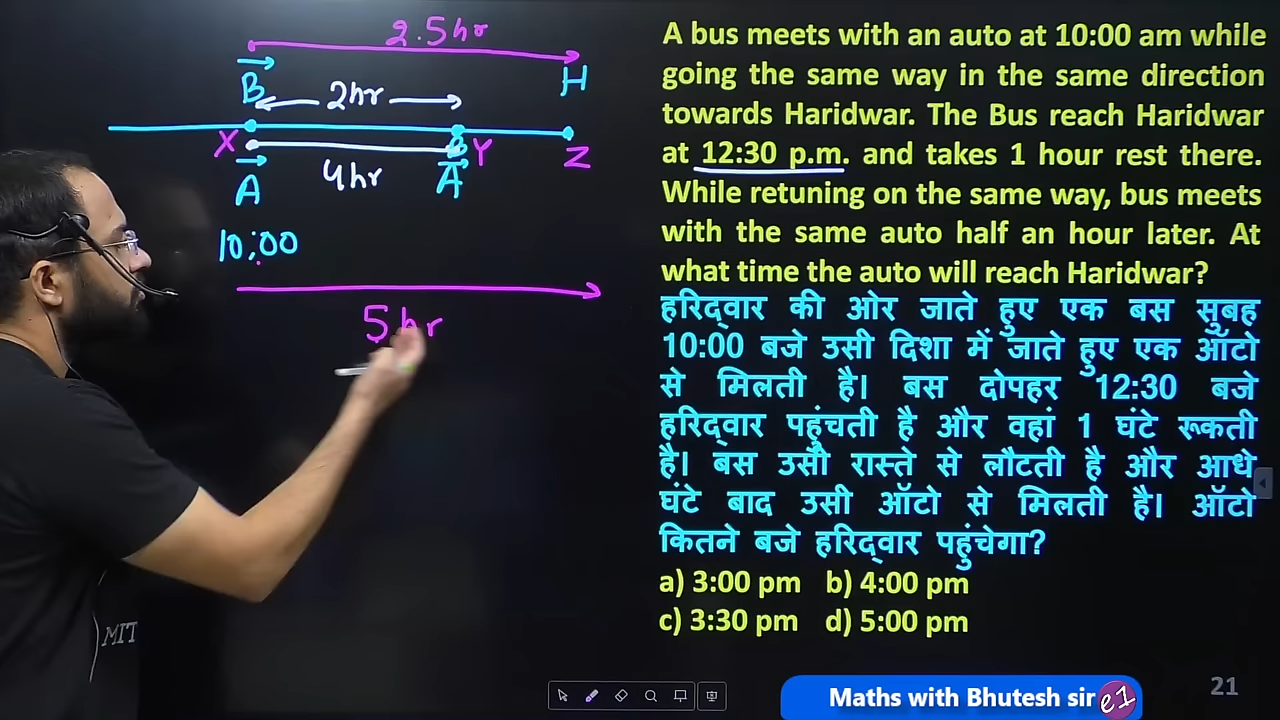 2.5hr
B
H
2hr
X
Y
Z
B
A
4hr
A
10:00
5hr
MIT
A bus meets with an auto at 10:00 am while
going the same way in the same direction
towards Haridwar. The Bus reach Haridwar
at 12:30 p.m. and takes 1 hour rest there.
While retuning on the same way, bus meets
with the same auto half an hour later. At
what time the auto will reach Haridwar?
हरिद्वार की ओर जाते हुए एक बस सुबह
10:00 बजे उसी दिशा में जाते हुए एक ऑटो
से मिलती है। बस दोपहर 12:30 बजे
हरिद्वार पहुंचती है और वहां 1 घंटे रूकती
है। बस उसी रास्ते से लौटती है और आधे
घंटे बाद उसी ऑटो से मिलती है। ऑटो
कितने बजे हरिद्वार पहुंचेगा?
a) 3:00 pm b) 4:00 pm
c) 3:30 pm d) 5:00 pm
Maths with Bhutesh sir e1
21